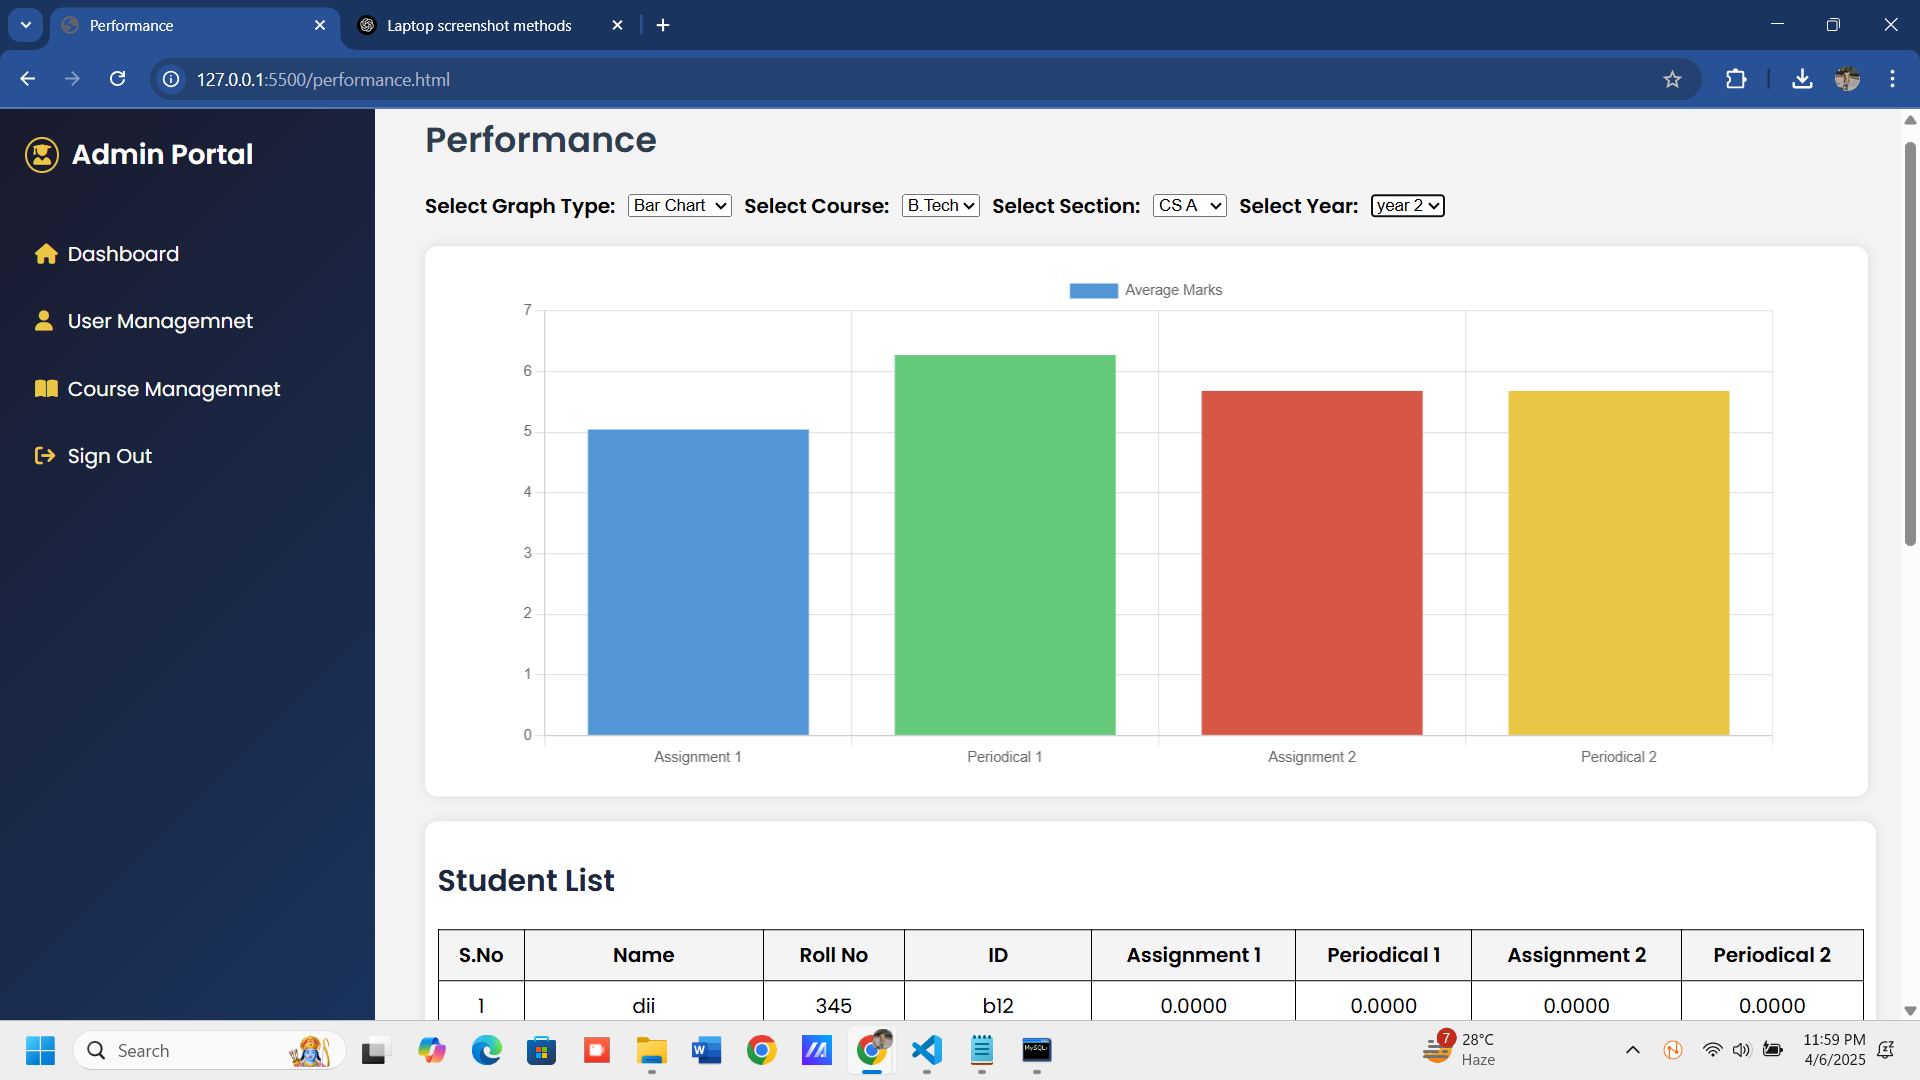 Performance
Laptop screenshot methods
127.0.0.1:5500/performance.html
Admin Portal
Dashboard
User Managemnet
Course Managemnet
Sign Out
Performance
Select Graph Type: Bar Chart Select Course: B.Tech Select Section: CS A Select Year: year 2
Average Marks
7
6
5
4
3
2
1
0
Assignment 1 Periodical 1 Assignment 2 Periodical 2
Student List
S.No Name Roll No ID Assignment 1 Periodical 1 Assignment 2 Periodical 2
1 dii 345 b12 0.0000 0.0000 0.0000 0.0000
Search
7
28°C
Haze
11:59 PM
4/6/2025